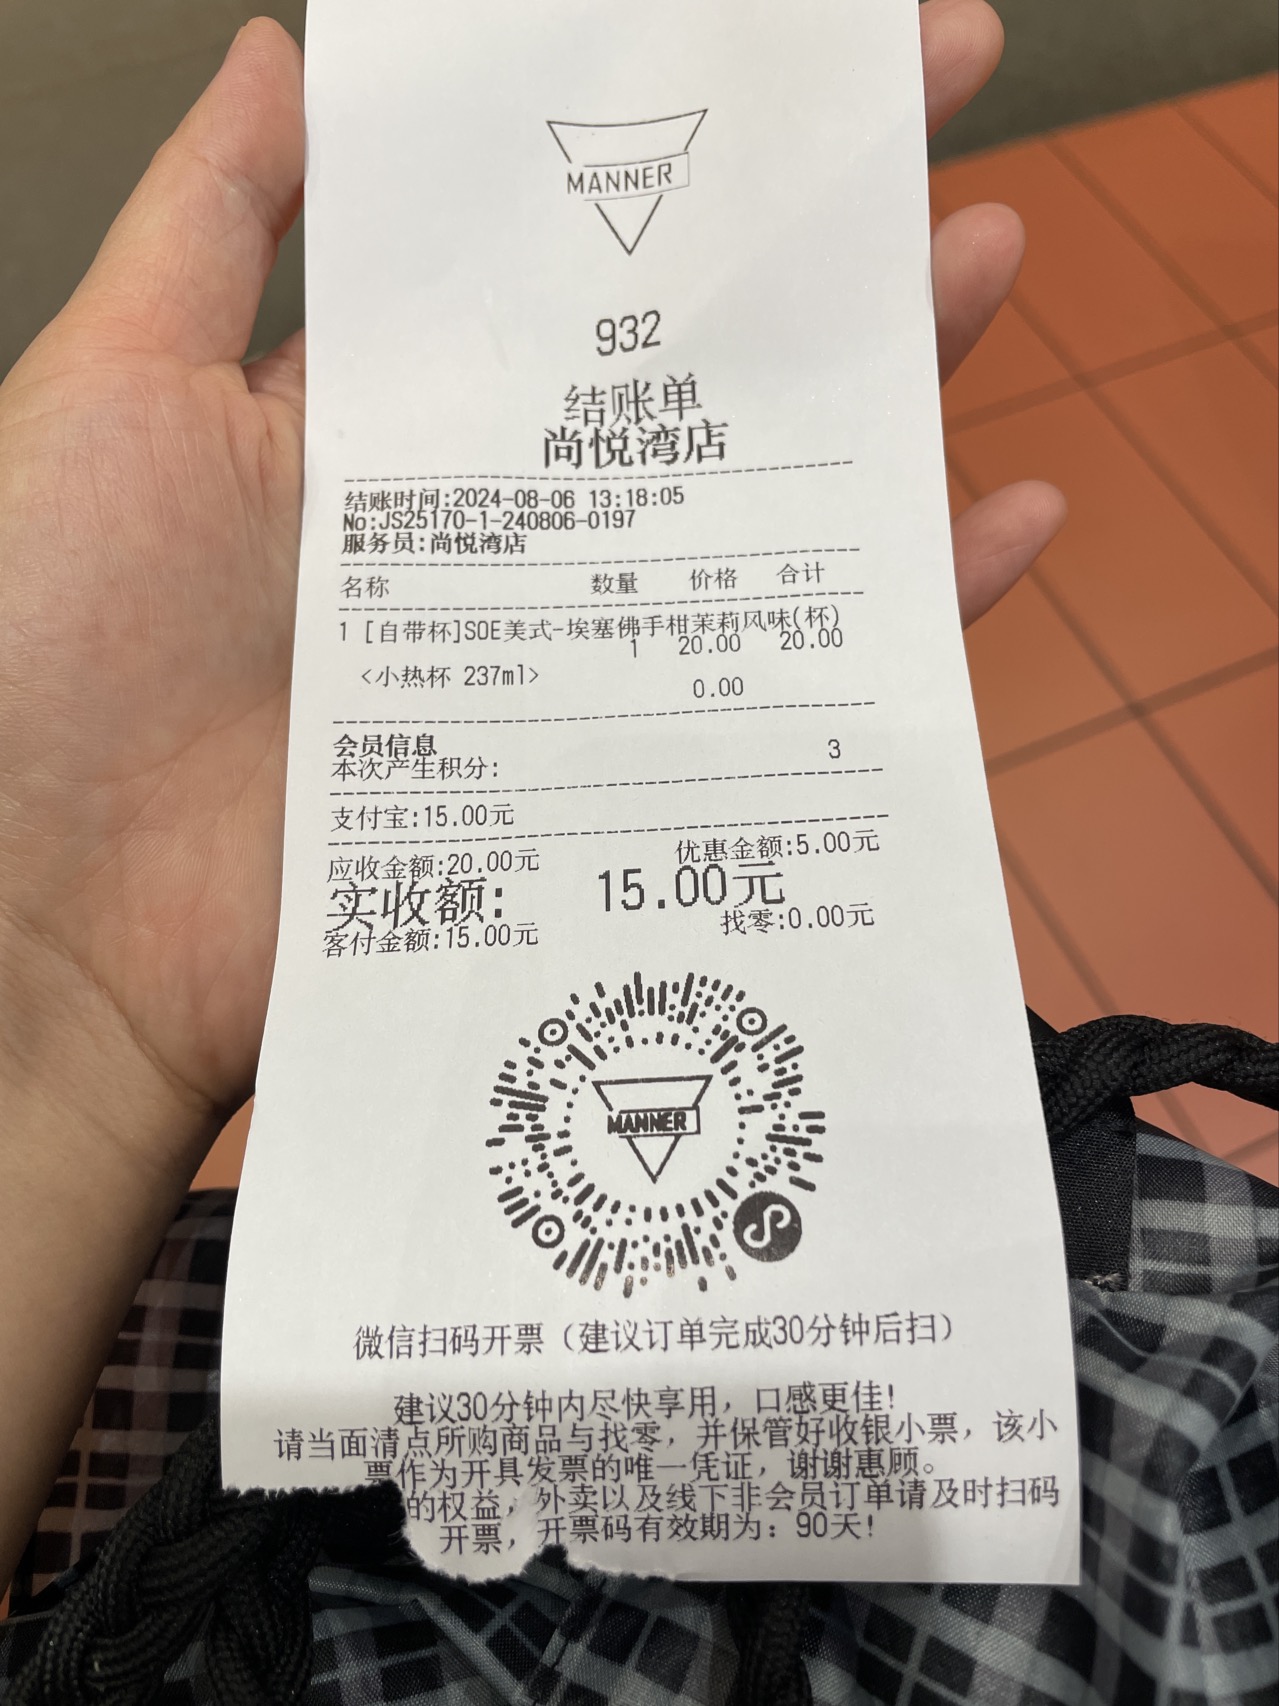 MANNER
932
结账单
尚悦湾店
结账时间:2024-08-06 13:18:05
No:JS25170-1-240806-0197
服务员:尚悦湾店
名称 数量 价格 合计
1 [自带杯]SOE美式-埃塞佛手柑茉莉风味(杯)
1 20.00 20.00
<小热杯 237ml>
0.00
会员信息
本次产生积分: 3
支付宝:15.00元
应收金额:20.00元 优惠金额:5.00元
实收额: 15.00元
客付金额:15.00元 找零:0.00元
MANNER
微信扫码开票（建议订单完成30分钟后扫）
建议30分钟内尽快享用，口感更佳!
请当面清点所购商品与找零，并保管好收银小票，该小
票作为开具发票的唯一凭证，谢谢惠顾。
的权益，外卖以及线下非会员订单请及时扫码
开票，开票码有效期为：90天!